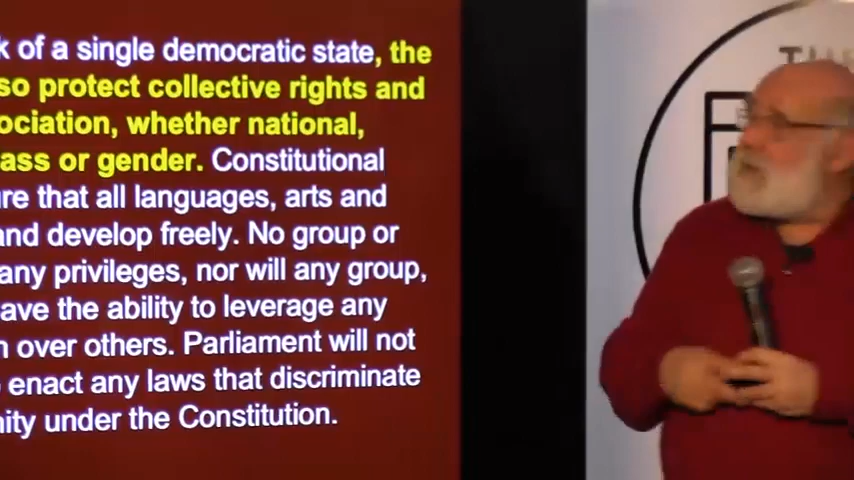 k of a single democratic state, the
so protect collective rights and
ociation, whether national,
ass or gender. Constitutional
ure that all languages, arts and
and develop freely. No group or
any privileges, nor will any group,
ave the ability to leverage any
n over others. Parliament will not
enact any laws that discriminate
nity under the Constitution.
THE